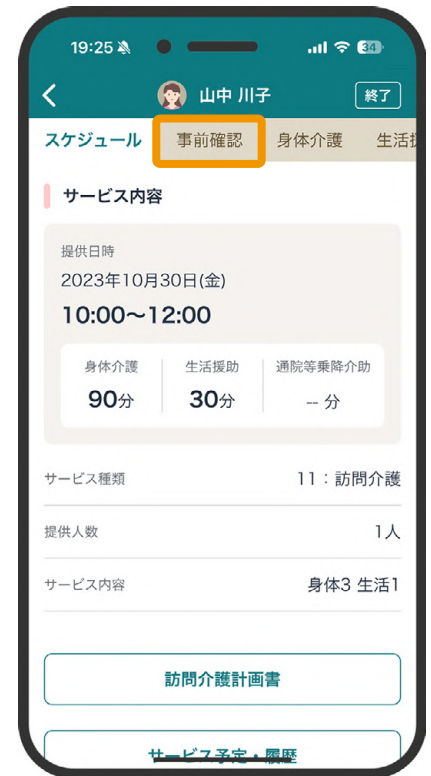 19:25 34
山中 川子 終了
スケジュール 事前確認 身体介護 生活
サービス内容
提供日時
2023年10月30日(金)
10:00〜12:00
身体介護 生活援助 通院等乗降介助
90分 30分 -- 分
サービス種類 11：訪問介護
提供人数 1人
サービス内容 身体3 生活1
訪問介護計画書
サービス予定・履歴